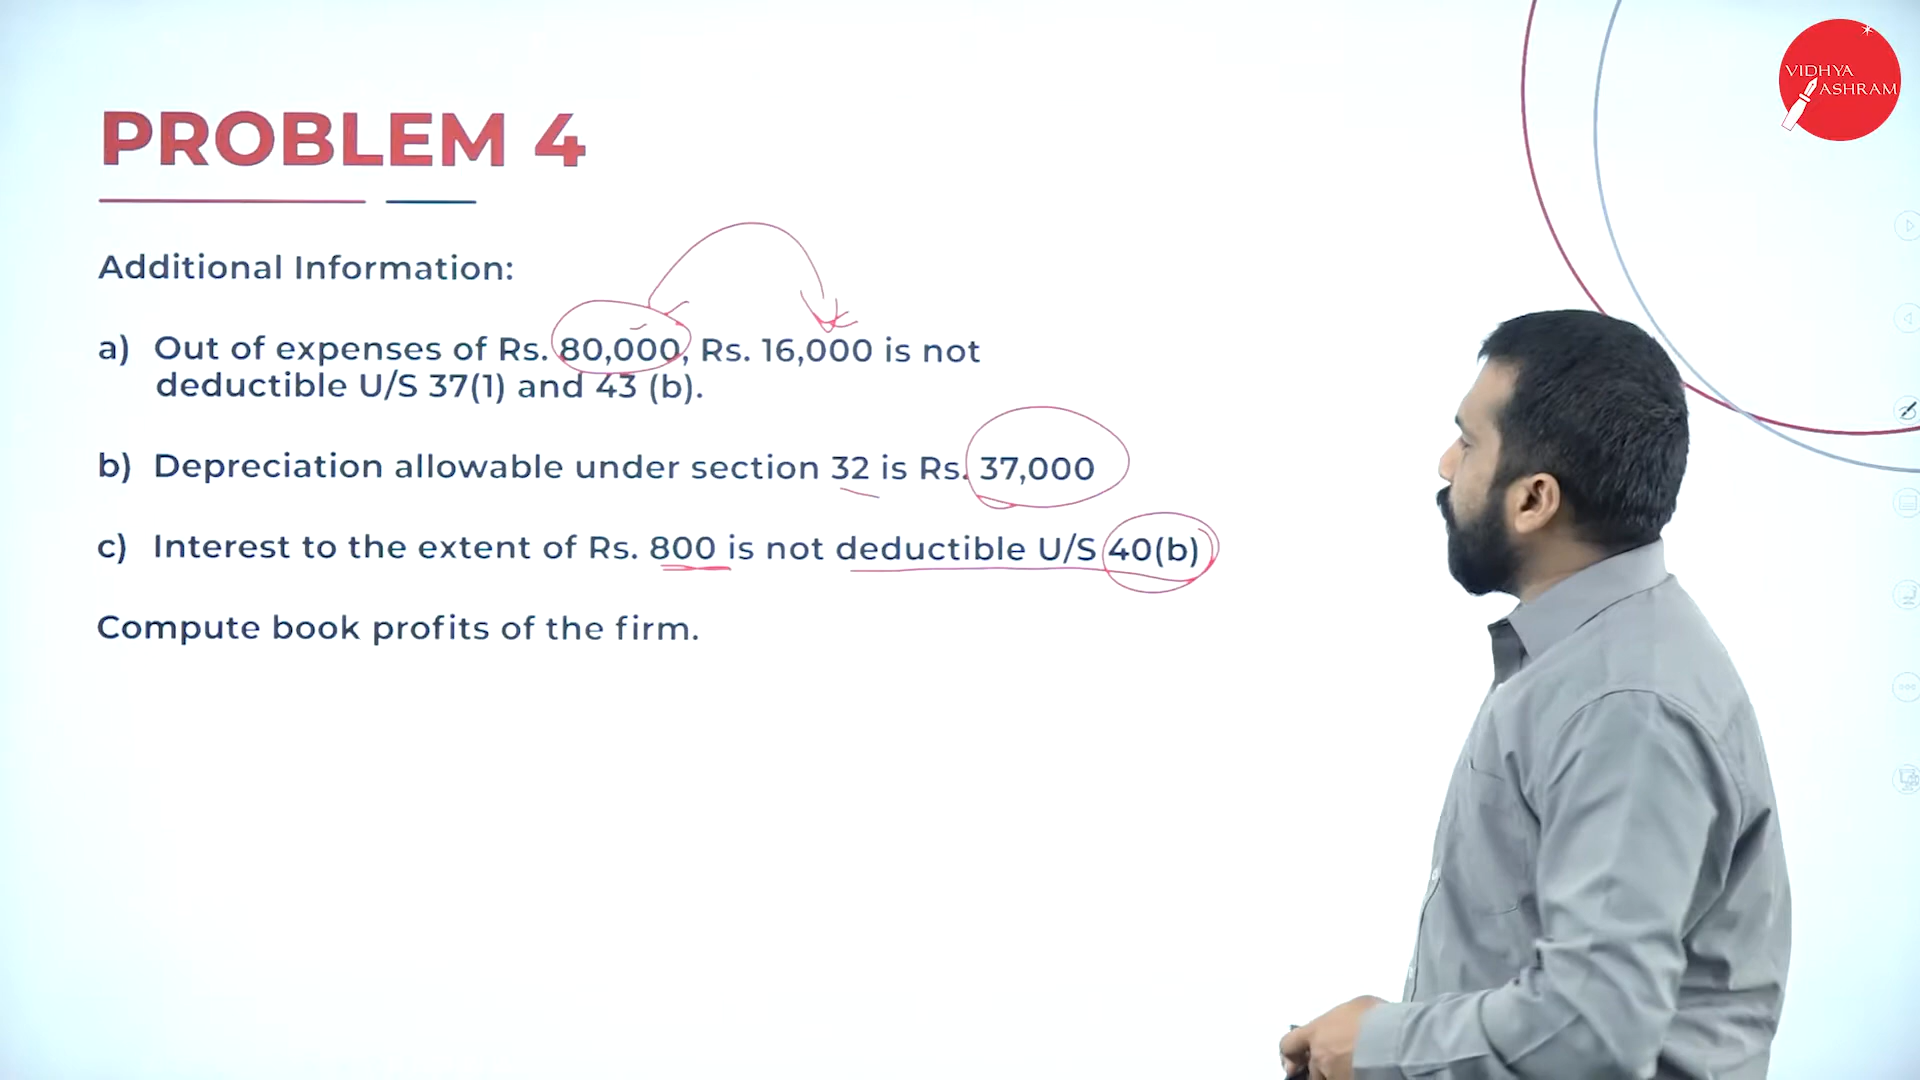 VIDHYA
ASHRAM
PROBLEM 4
Additional Information:
a) Out of expenses of Rs. 80,000, Rs. 16,000 is not
deductible U/S 37(1) and 43 (b).
b) Depreciation allowable under section 32 is Rs. 37,000
c) Interest to the extent of Rs. 800 is not deductible U/S 40(b)
Compute book profits of the firm.